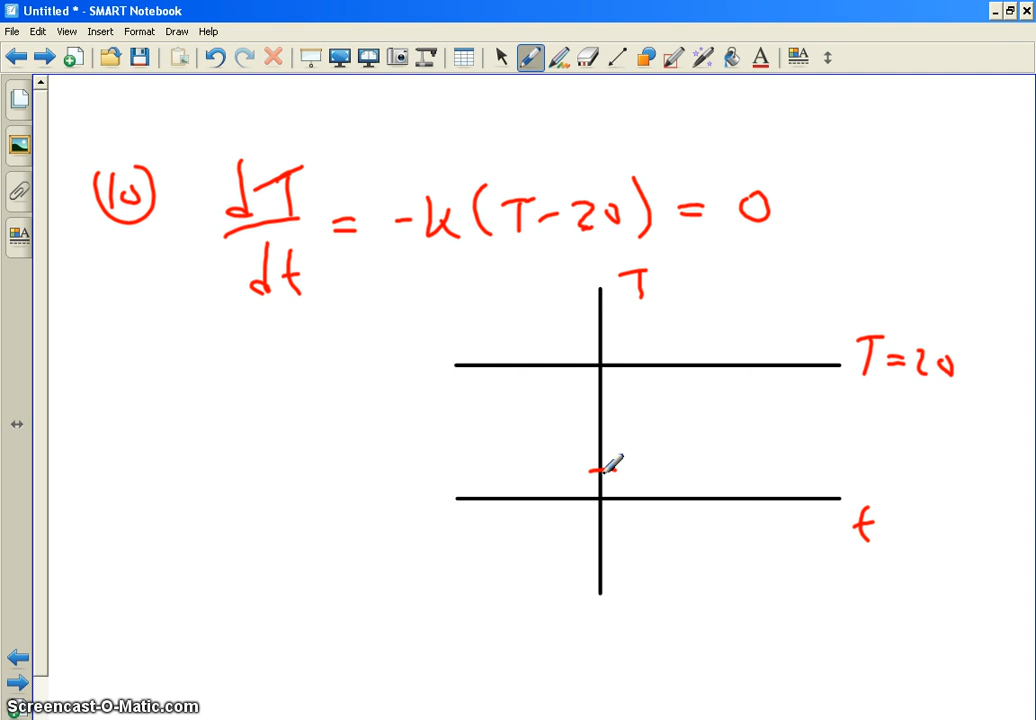 Untitled * - SMART Notebook
File Edit View Insert Format Draw Help
(10) dT/dt = -k(T-20) = 0
T
T=20
t
Screencast-O-Matic.com